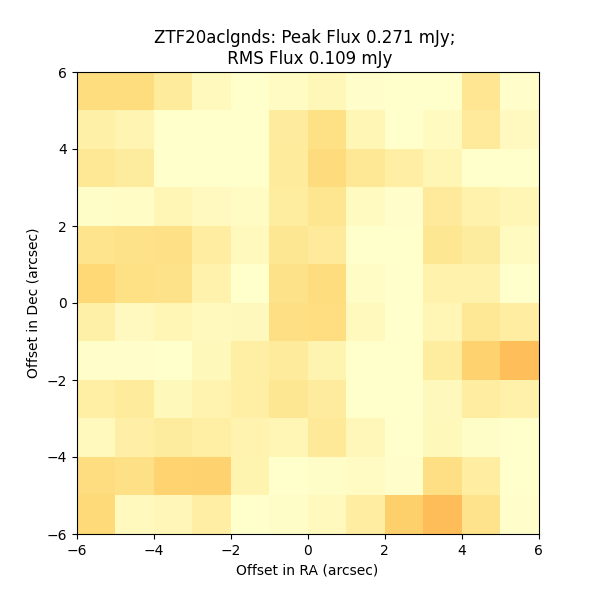 ZTF20aclgnds: Peak Flux 0.271 mJy;
RMS Flux 0.109 mJy
6
4
2
0
−2
−4
−6
Offset in Dec (arcsec)
−6 −4 −2 0 2 4 6
Offset in RA (arcsec)